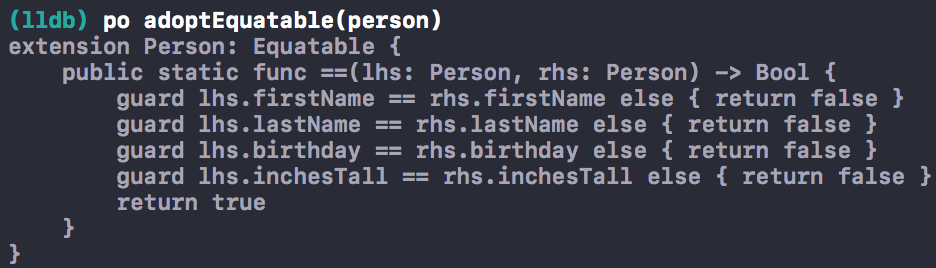 (lldb) po adoptEquatable(person)
extension Person: Equatable {
    public static func ==(lhs: Person, rhs: Person) -> Bool {
        guard lhs.firstName == rhs.firstName else { return false }
        guard lhs.lastName == rhs.lastName else { return false }
        guard lhs.birthday == rhs.birthday else { return false }
        guard lhs.inchesTall == rhs.inchesTall else { return false }
        return true
    }
}